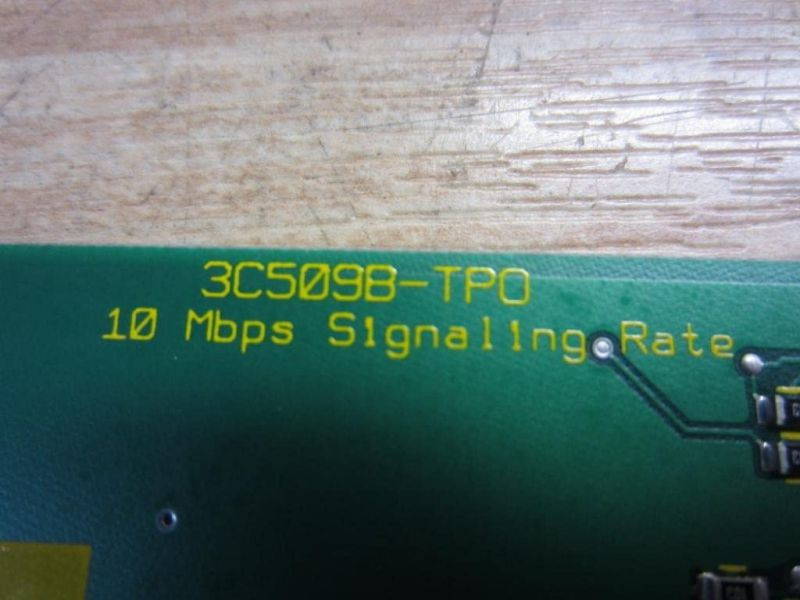 3C509B-TPO
10 Mbps Signaling Rate